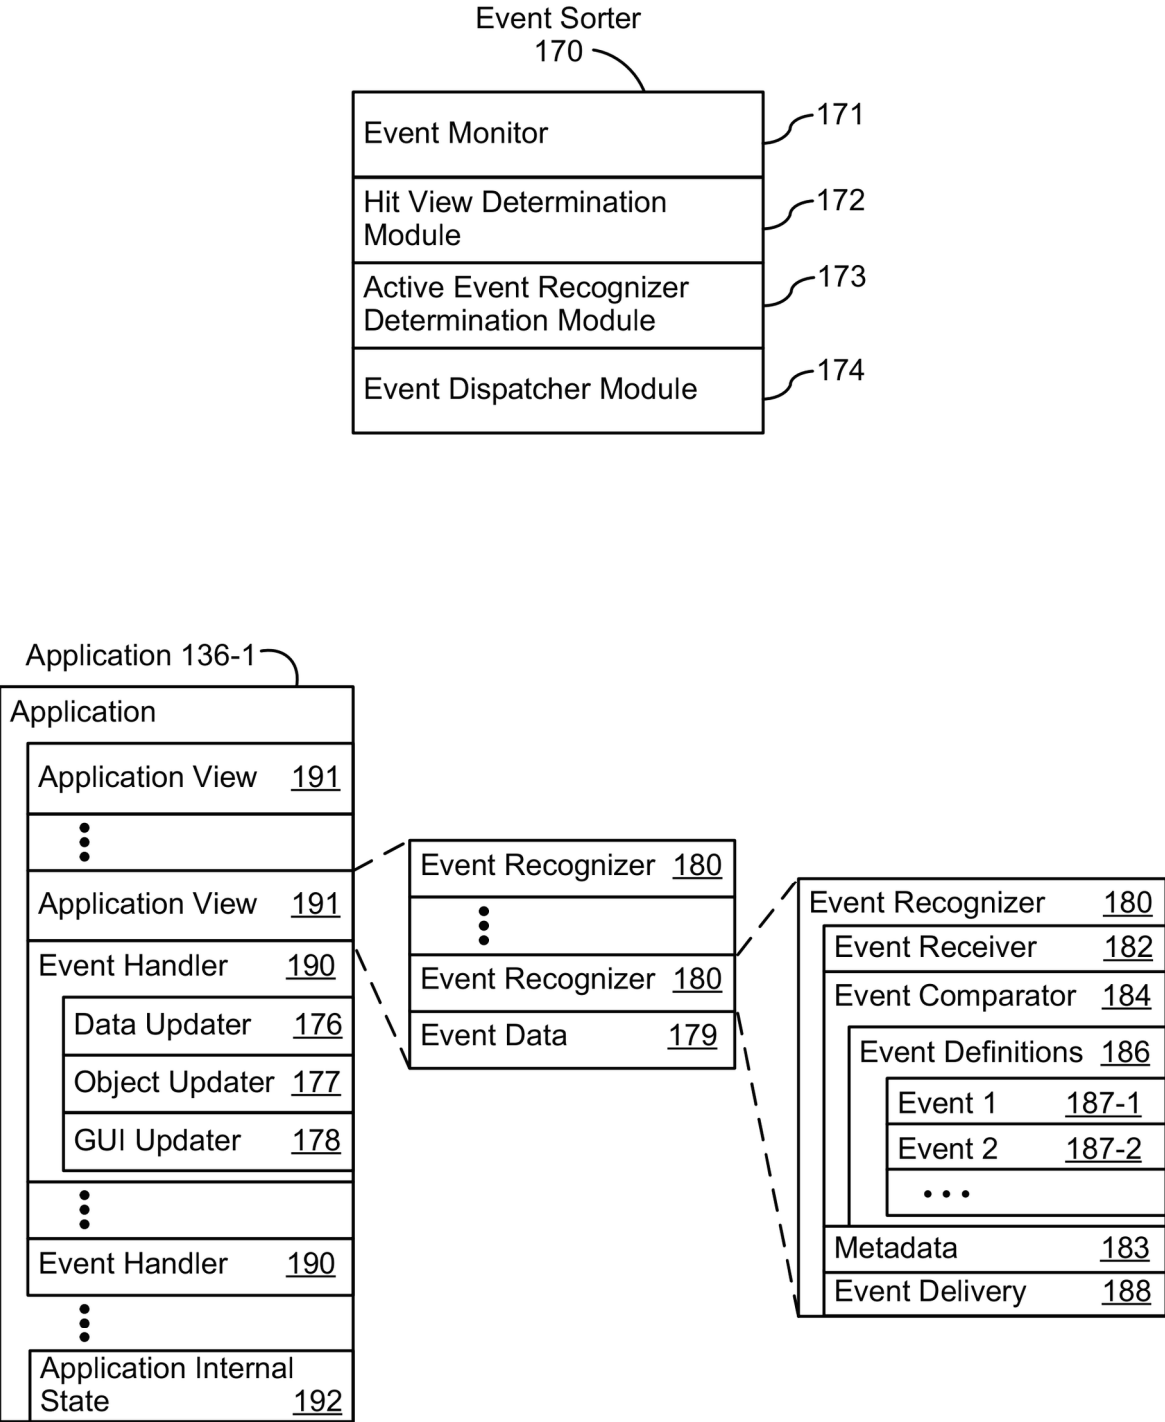 Event Sorter
170
Event Monitor
171
Hit View Determination
Module
172
Active Event Recognizer
Determination Module
173
Event Dispatcher Module
174
Application 136-1
Application
Application View 191
Application View 191
Event Handler 190
Data Updater 176
Object Updater 177
GUI Updater 178
Event Handler 190
Application Internal
State 192
Event Recognizer 180
Event Recognizer 180
Event Data 179
Event Recognizer 180
Event Receiver 182
Event Comparator 184
Event Definitions 186
Event 1 187-1
Event 2 187-2
Metadata 183
Event Delivery 188